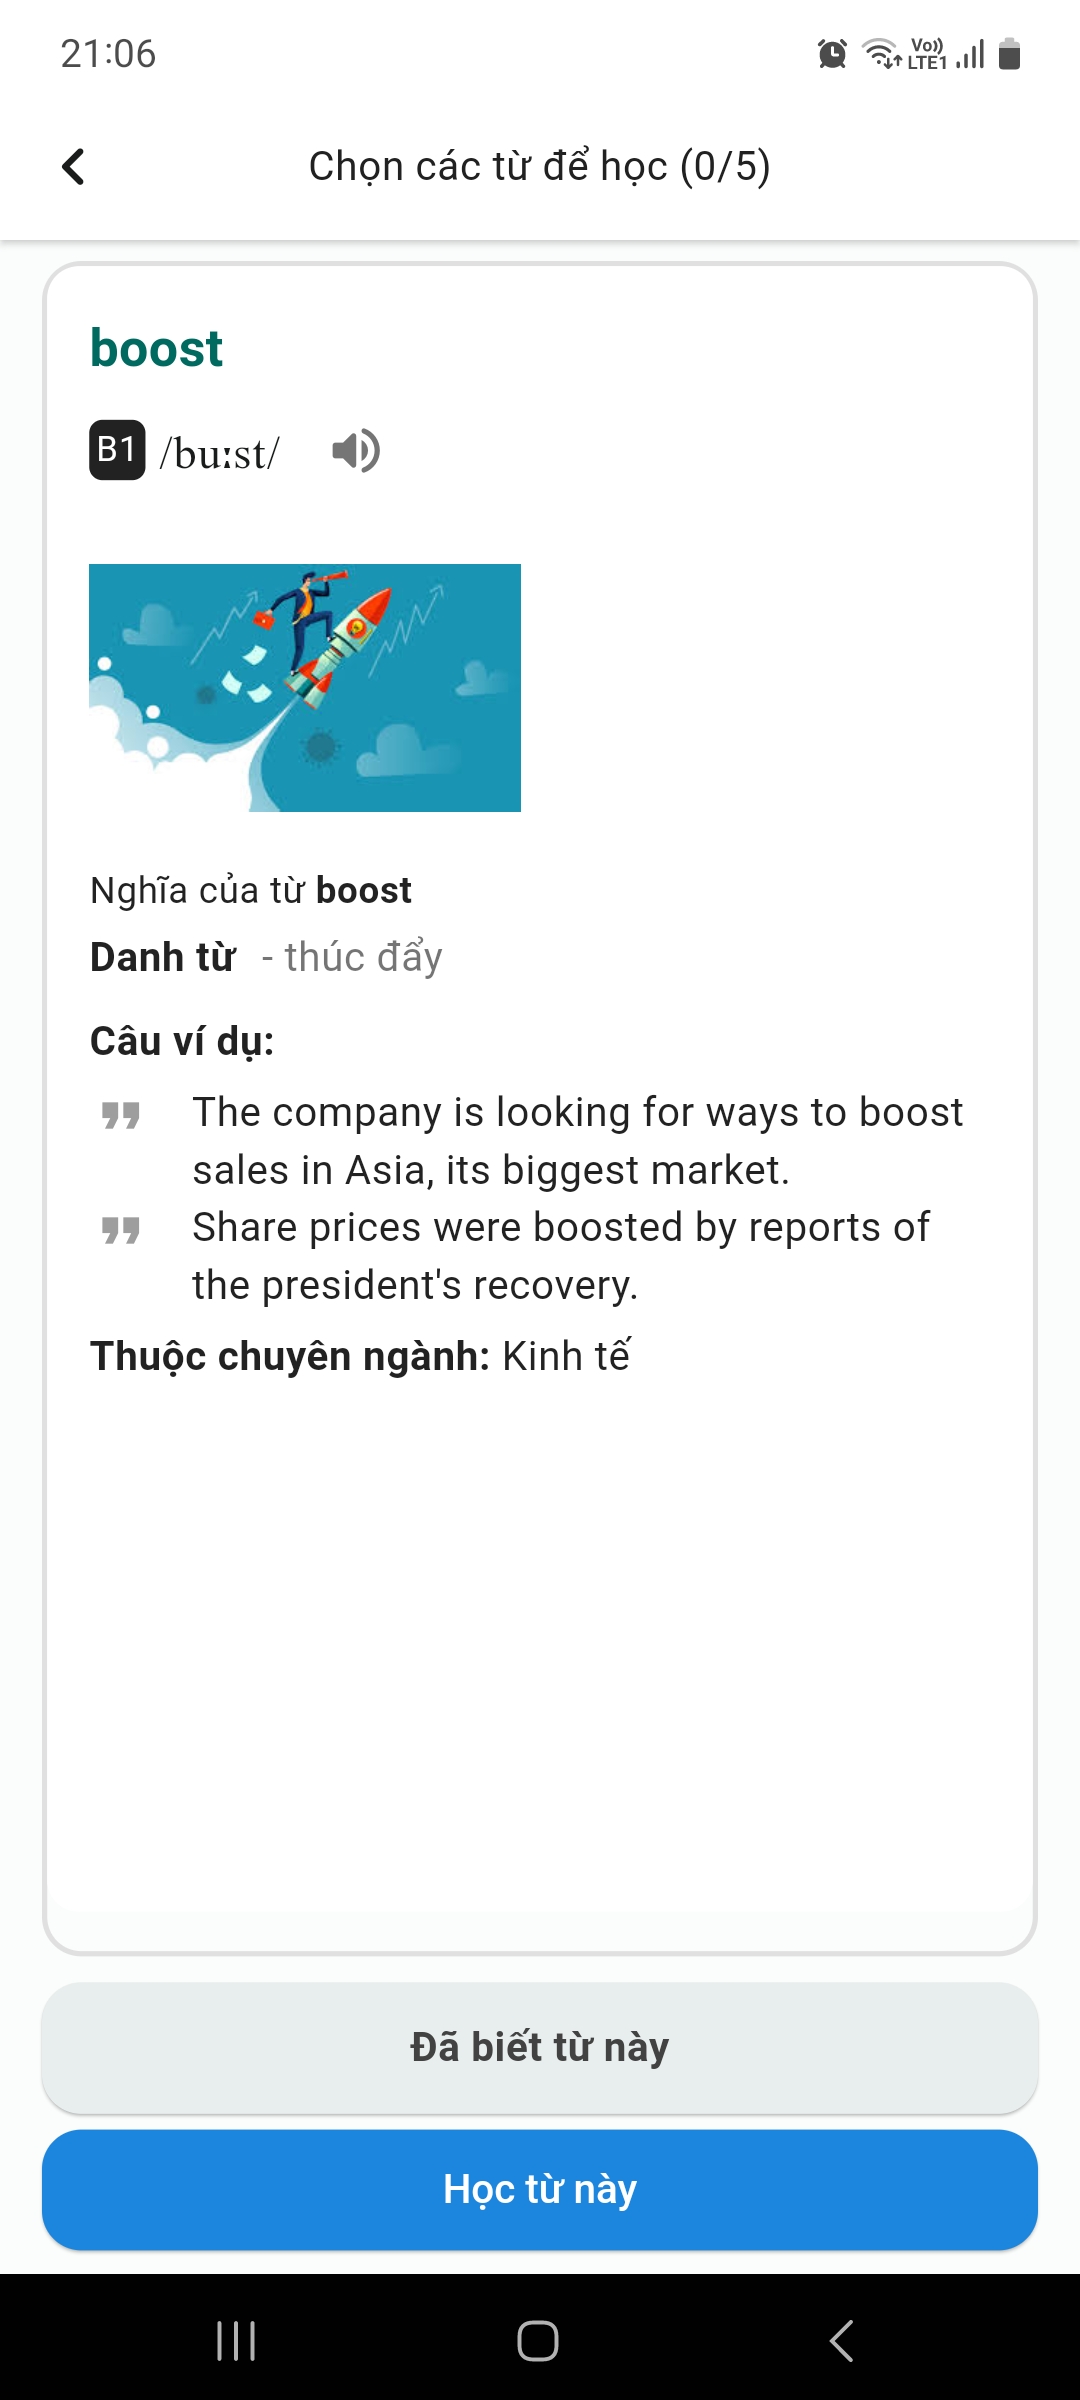 21:06
Vo))
LTE1
Chọn các từ để học (0/5)
boost
B1 /buːst/
Nghĩa của từ boost
Danh từ - thúc đẩy
Câu ví dụ:
The company is looking for ways to boost
sales in Asia, its biggest market.
Share prices were boosted by reports of
the president's recovery.
Thuộc chuyên ngành: Kinh tế
Đã biết từ này
Học từ này